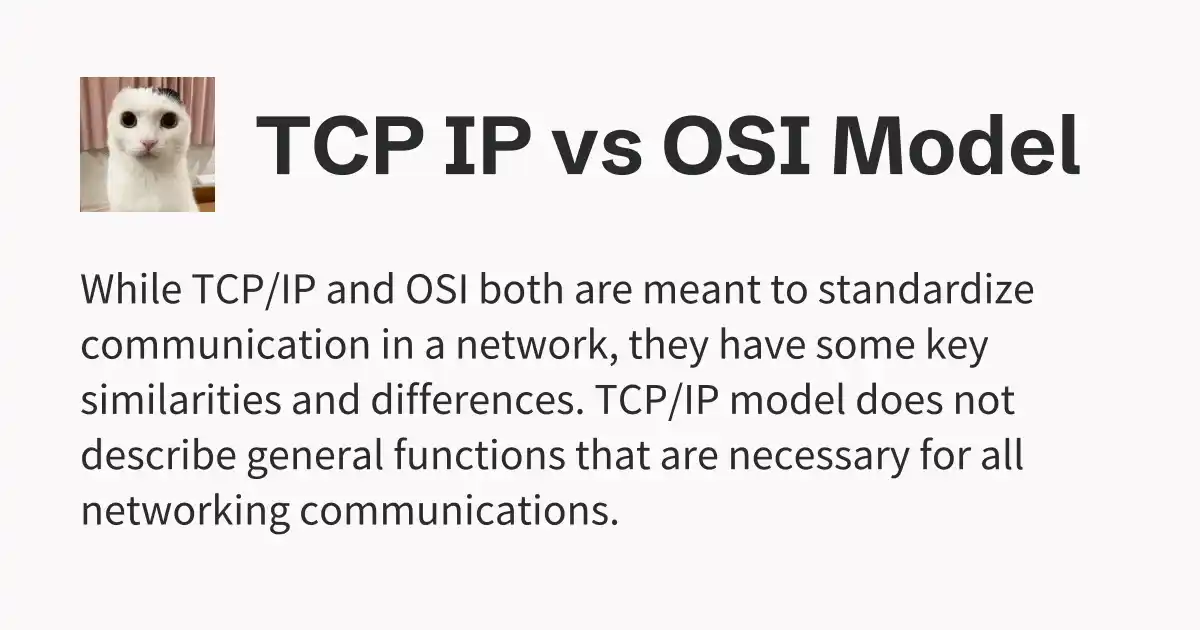 TCP IP vs OSI Model
While TCP/IP and OSI both are meant to standardize
communication in a network, they have some key
similarities and differences. TCP/IP model does not
describe general functions that are necessary for all
networking communications.